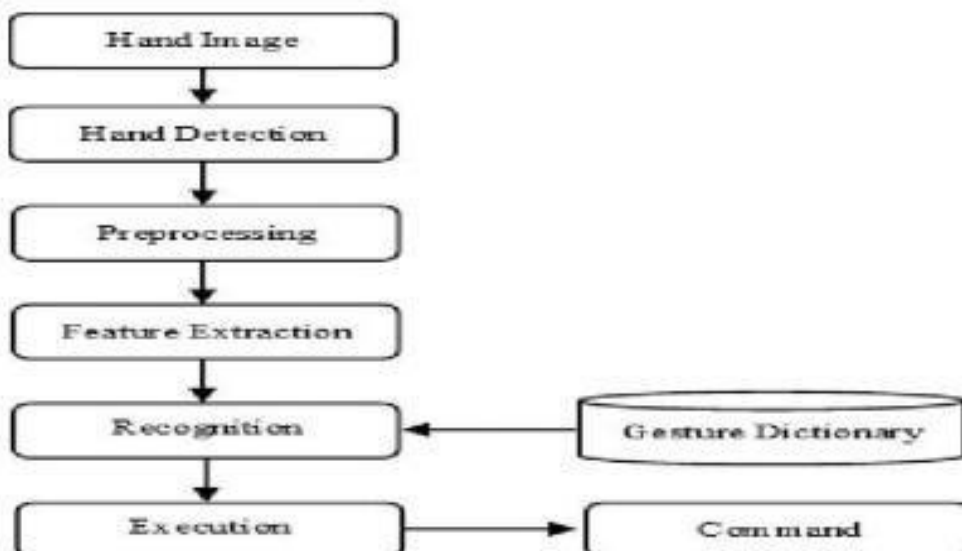 Hand Image
Hand Detection
Preprocessing
Feature Extraction
Recognition
Gesture Dictionary
Execution
Command